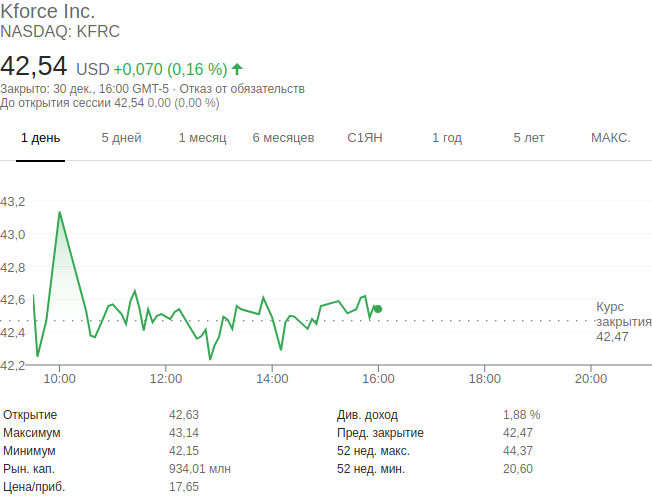 Kforce Inc.
NASDAQ: KFRC
42,54 USD +0,070 (0,16 %)
Закрыто: 30 дек., 16:00 GMT-5 · Отказ от обязательств
До открытия сессии 42,54 0,00 (0,00 %)
1 день 5 дней 1 месяц 6 месяцев С1ЯН 1 год 5 лет МАКС.
43,2
43,0
42,8
42,6
42,4
42,2
Курс
закрытия
42,47
10:00 12:00 14:00 16:00 18:00 20:00
Открытие 42,63 Див. доход 1,88 %
Максимум 43,14 Пред. закрытие 42,47
Минимум 42,15 52 нед. макс. 44,37
Рын. кап. 934,01 млн 52 нед. мин. 20,60
Цена/приб. 17,65